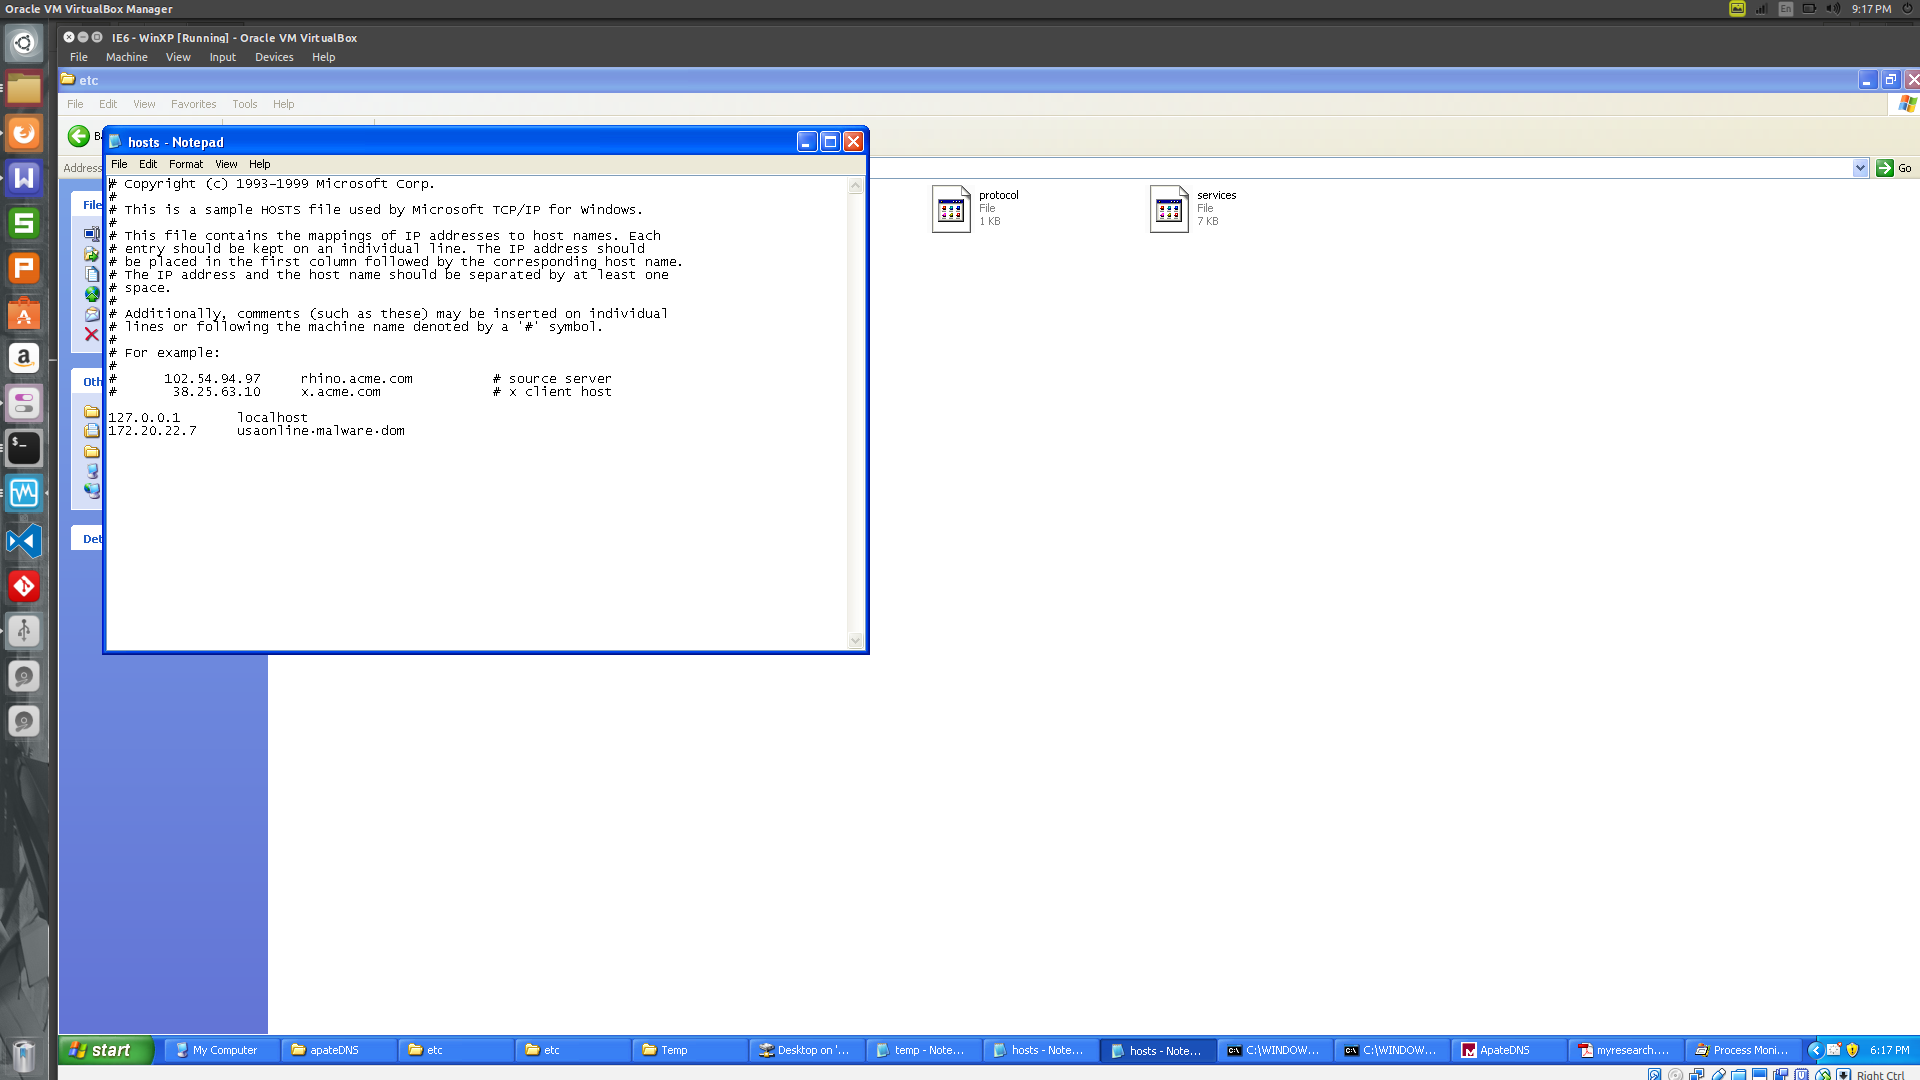 Oracle VM VirtualBox Manager
En
9:17 PM
IE6 - WinXP [Running] - Oracle VM VirtualBox
File Machine View Input Devices Help
etc
File Edit View Favorites Tools Help
Address
Go
hosts - Notepad
File Edit Format View Help
# Copyright (c) 1993-1999 Microsoft Corp.
#
# This is a sample HOSTS file used by Microsoft TCP/IP for Windows.
#
# This file contains the mappings of IP addresses to host names. Each
# entry should be kept on an individual line. The IP address should
# be placed in the first column followed by the corresponding host name.
# The IP address and the host name should be separated by at least one
# space.
#
# Additionally, comments (such as these) may be inserted on individual
# lines or following the machine name denoted by a '#' symbol.
#
# For example:
#
# 102.54.94.97 rhino.acme.com # source server
# 38.25.63.10 x.acme.com # x client host
127.0.0.1 localhost
172.20.22.7 usaonline.malware.dom
File
Oth
Det
protocol
File
1 KB
services
File
7 KB
start
My Computer
apateDNS
etc
etc
Temp
Desktop on '...
temp - Note...
hosts - Note...
hosts - Note...
C:\WINDOW...
C:\WINDOW...
ApateDNS
myresearch....
Process Moni...
6:17 PM
Right Ctrl